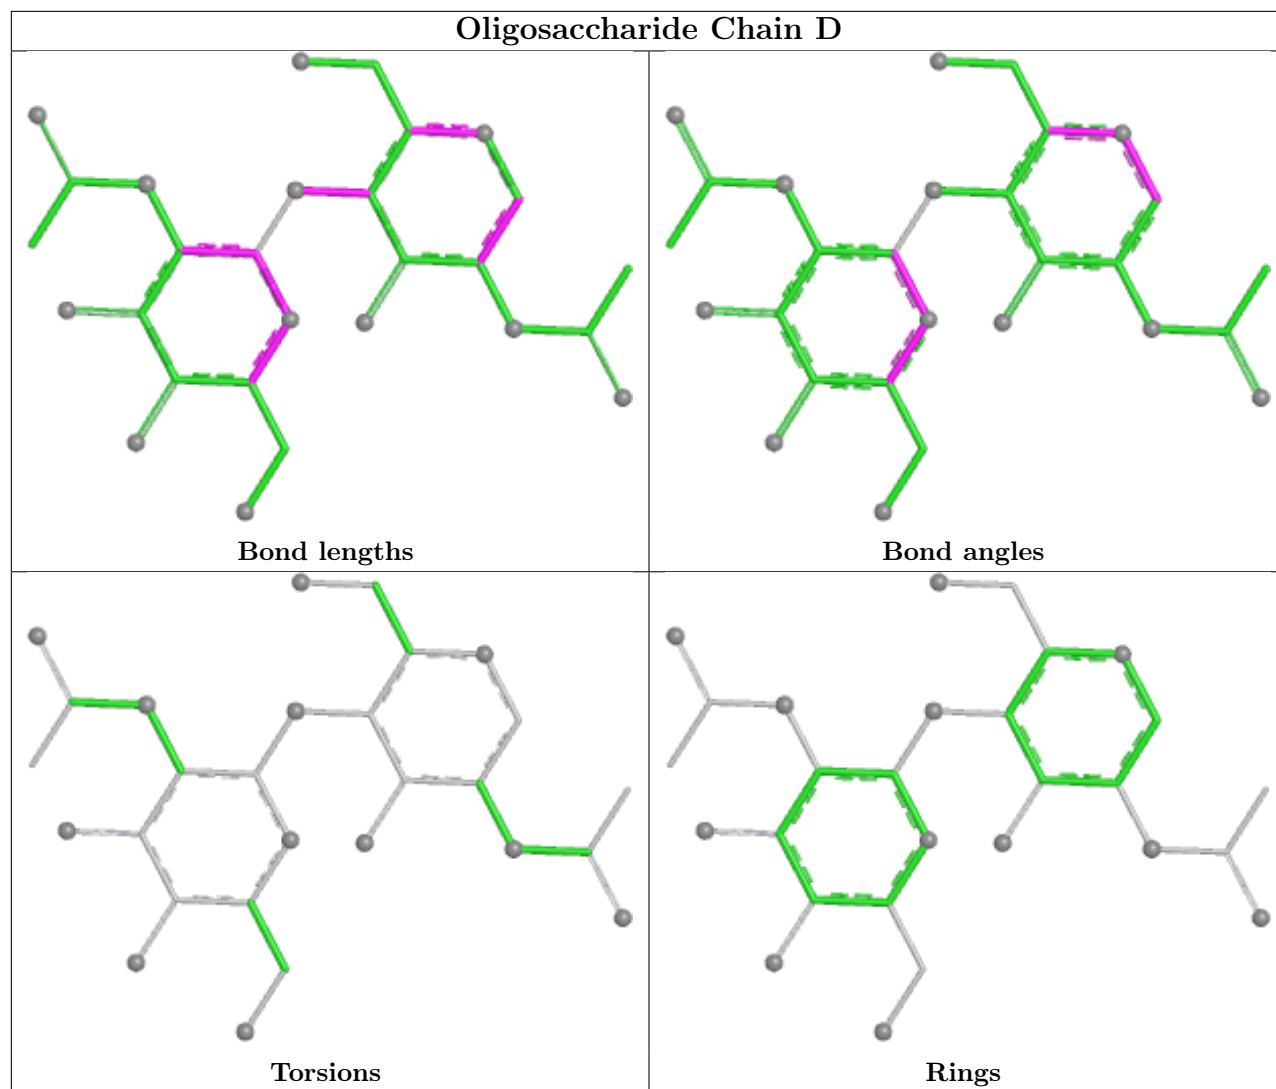 Oligosaccharide Chain D
Bond lengths
Bond angles
Torsions
Rings